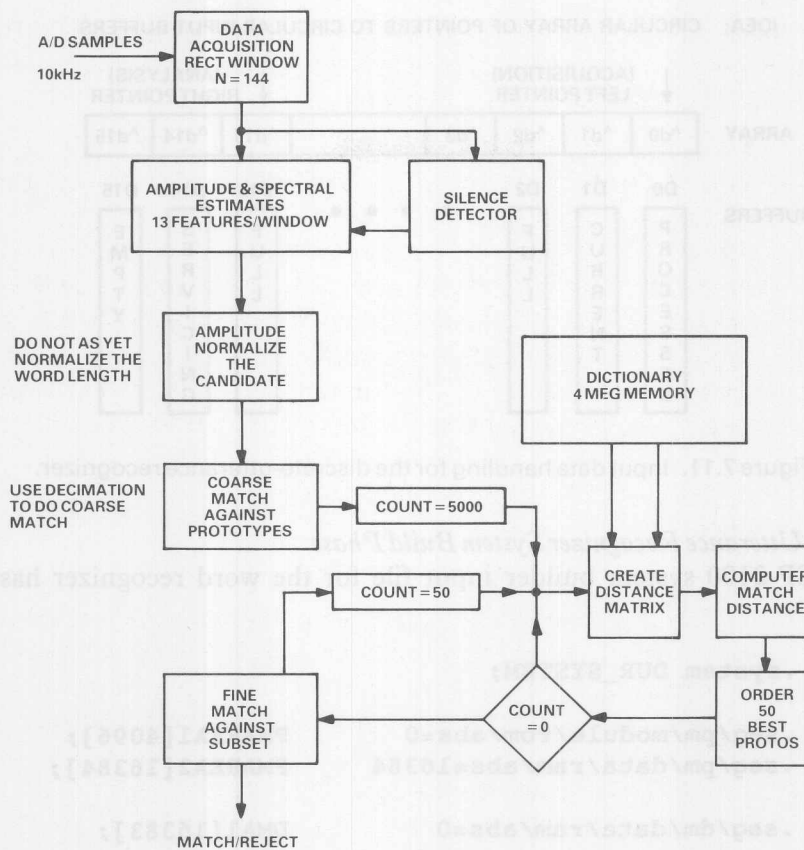 A/D SAMPLES
10kHz
DATA
ACQUISITION
RECT WINDOW
N = 144
AMPLITUDE & SPECTRAL
ESTIMATES
13 FEATURES/WINDOW
SILENCE
DETECTOR
DO NOT AS YET
NORMALIZE THE
WORD LENGTH
AMPLITUDE
NORMALIZE
THE
CANDIDATE
DICTIONARY
4 MEG MEMORY
USE DECIMATION
TO DO COARSE
MATCH
COARSE
MATCH
AGAINST
PROTOTYPES
COUNT = 5000
COUNT = 50
CREATE
DISTANCE
MATRIX
COMPUTER
MATCH
DISTANCE
FINE
MATCH
AGAINST
SUBSET
COUNT
= 0
ORDER
50
BEST
PROTOS
MATCH/REJECT